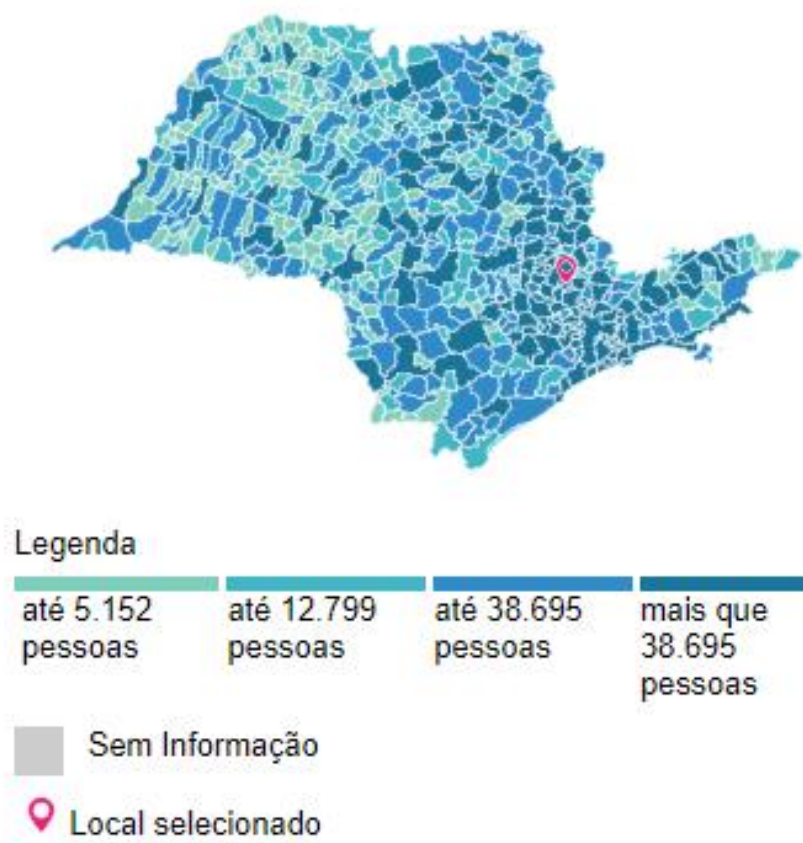 Legenda
até 5.152 até 12.799 até 38.695 mais que
pessoas pessoas pessoas 38.695
pessoas
Sem Informação
Local selecionado